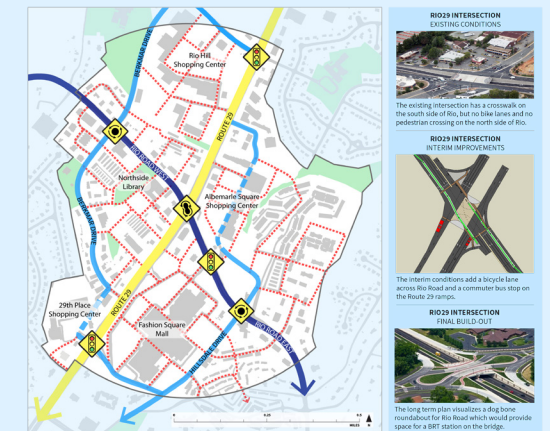 BERKMAR DRIVE
Rio Hill
Shopping Center
ROUTE 29
RIO ROAD WEST
Northside
Library
Albemarle Square
Shopping Center
BERKMAR DRIVE
29th Place
Shopping Center
ROUTE 29
Fashion Square
Mall
HILLSDALE DRIVE
RIO ROAD EAST
0
0.25
0.5
MILES
RIO29 INTERSECTION
EXISTING CONDITIONS
The existing intersection has a crosswalk on
the south side of Rio, but no bike lanes and no
pedestrian crossing on the north side of Rio.
RIO29 INTERSECTION
INTERIM IMPROVEMENTS
The interim conditions add a bicycle lane
across Rio Road and a commuter bus stop on
the Route 29 ramps.
RIO29 INTERSECTION
FINAL BUILD-OUT
The long term plan visualizes a dog bone
roundabout for Rio Road which would provide
space for a BRT station on the bridge.